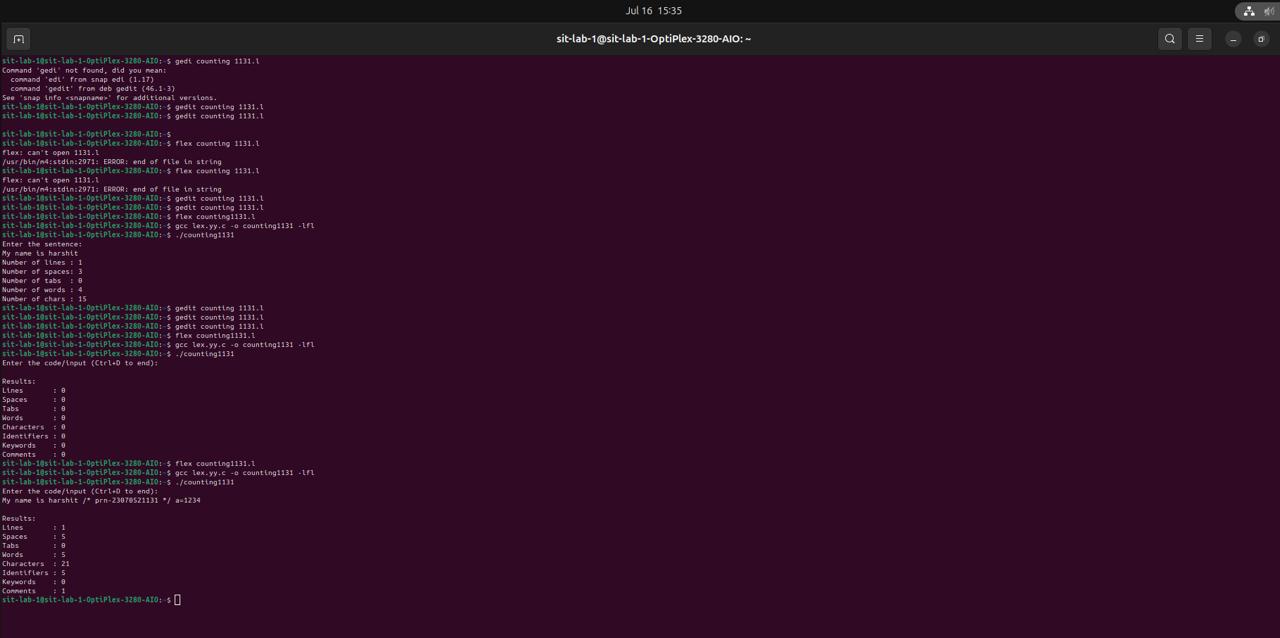 Jul 16 15:35
sit-lab-1@sit-lab-1-OptiPlex-3280-AIO: ~
sit-lab-1@sit-lab-1-OptiPlex-3280-AIO:~$ gedi counting 1131.l
Command 'gedi' not found, did you mean:
  command 'edi' from snap edi (1.17)
  command 'gedit' from deb gedit (46.1-3)
See 'snap info <snapname>' for additional versions.
sit-lab-1@sit-lab-1-OptiPlex-3280-AIO:~$ gedit counting 1131.l
sit-lab-1@sit-lab-1-OptiPlex-3280-AIO:~$ gedit counting 1131.l
sit-lab-1@sit-lab-1-OptiPlex-3280-AIO:~$
sit-lab-1@sit-lab-1-OptiPlex-3280-AIO:~$ flex counting 1131.l
flex: can't open 1131.l
/usr/bin/m4:stdin:2971: ERROR: end of file in string
sit-lab-1@sit-lab-1-OptiPlex-3280-AIO:~$ flex counting 1131.l
flex: can't open 1131.l
/usr/bin/m4:stdin:2971: ERROR: end of file in string
sit-lab-1@sit-lab-1-OptiPlex-3280-AIO:~$ gedit counting 1131.l
sit-lab-1@sit-lab-1-OptiPlex-3280-AIO:~$ gedit counting 1131.l
sit-lab-1@sit-lab-1-OptiPlex-3280-AIO:~$ flex counting1131.l
sit-lab-1@sit-lab-1-OptiPlex-3280-AIO:~$ gcc lex.yy.c -o counting1131 -lfl
sit-lab-1@sit-lab-1-OptiPlex-3280-AIO:~$ ./counting1131
Enter the sentence:
My name is harshit
Number of lines : 1
Number of spaces: 3
Number of tabs  : 0
Number of words : 4
Number of chars : 15
sit-lab-1@sit-lab-1-OptiPlex-3280-AIO:~$ gedit counting 1131.l
sit-lab-1@sit-lab-1-OptiPlex-3280-AIO:~$ gedit counting 1131.l
sit-lab-1@sit-lab-1-OptiPlex-3280-AIO:~$ gedit counting 1131.l
sit-lab-1@sit-lab-1-OptiPlex-3280-AIO:~$ flex counting1131.l
sit-lab-1@sit-lab-1-OptiPlex-3280-AIO:~$ gcc lex.yy.c -o counting1131 -lfl
sit-lab-1@sit-lab-1-OptiPlex-3280-AIO:~$ ./counting1131
Enter the code/input (Ctrl+D to end):
Results:
Lines       : 0
Spaces      : 0
Tabs        : 0
Words       : 0
Characters  : 0
Identifiers : 0
Keywords    : 0
Comments    : 0
sit-lab-1@sit-lab-1-OptiPlex-3280-AIO:~$ flex counting1131.l
sit-lab-1@sit-lab-1-OptiPlex-3280-AIO:~$ gcc lex.yy.c -o counting1131 -lfl
sit-lab-1@sit-lab-1-OptiPlex-3280-AIO:~$ ./counting1131
Enter the code/input (Ctrl+D to end):
My name is harshit /* prn-23070521131 */ a=1234
Results:
Lines       : 1
Spaces      : 5
Tabs        : 0
Words       : 5
Characters  : 21
Identifiers : 5
Keywords    : 0
Comments    : 1
sit-lab-1@sit-lab-1-OptiPlex-3280-AIO:~$